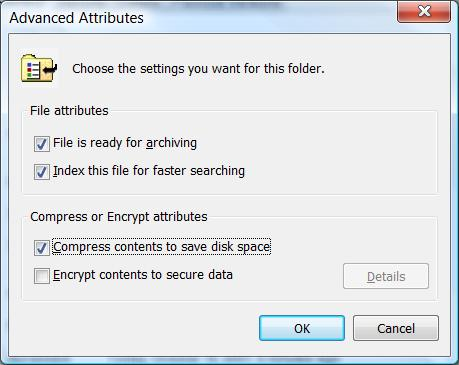 Advanced Attributes
Choose the settings you want for this folder.
File attributes
File is ready for archiving
Index this file for faster searching
Compress or Encrypt attributes
Compress contents to save disk space
Encrypt contents to secure data
Details
OK
Cancel